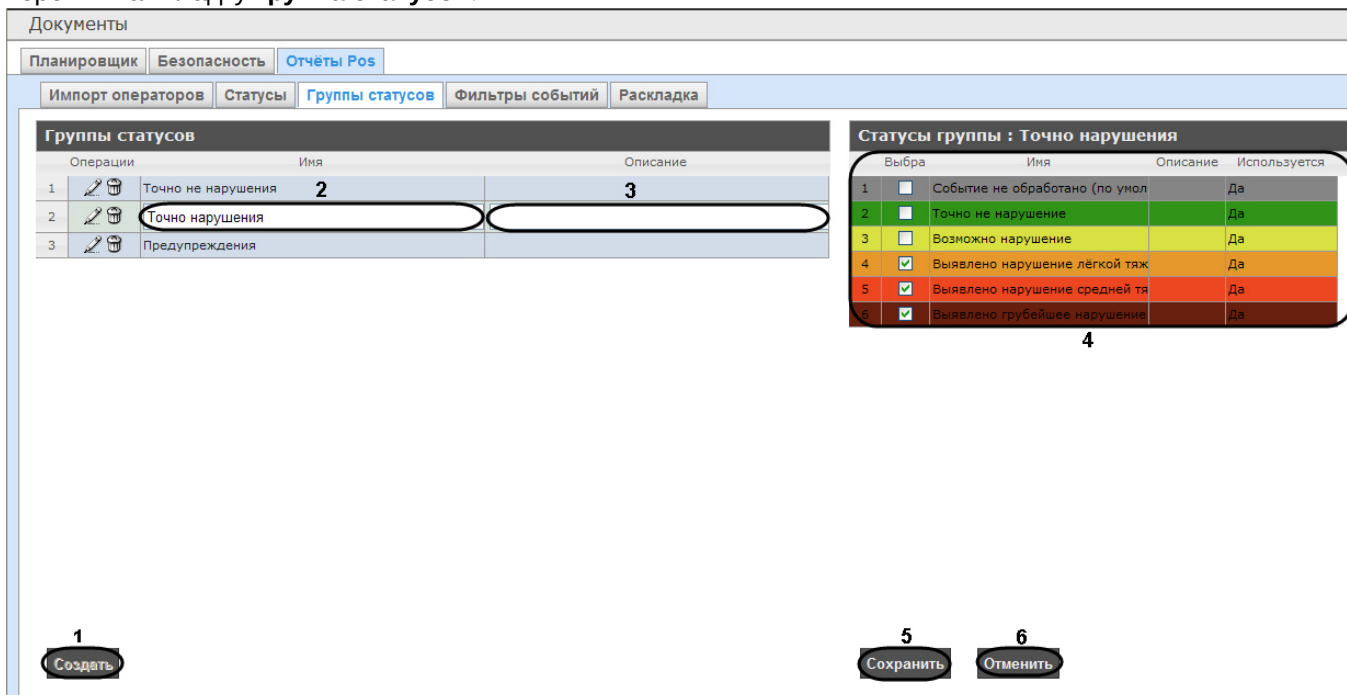 Документы
Планировщик Безопасность Отчёты Pos
Импорт операторов Статусы Группы статусов Фильтры событий Раскладка
Группы статусов
Операции Имя Описание
1 Точно не нарушения 2 3
2 Точно нарушения
3 Предупреждения
Статусы группы : Точно нарушения
Выбра Имя Описание Используется
1 Событие не обработано (по умол Да
2 Точно не нарушение Да
3 Возможно нарушение Да
4 Выявлено нарушение лёгкой тяж Да
5 Выявлено нарушение средней тя Да
6 Выявлено грубейшее нарушение Да
4
1 5 6
Создать Сохранить Отменить